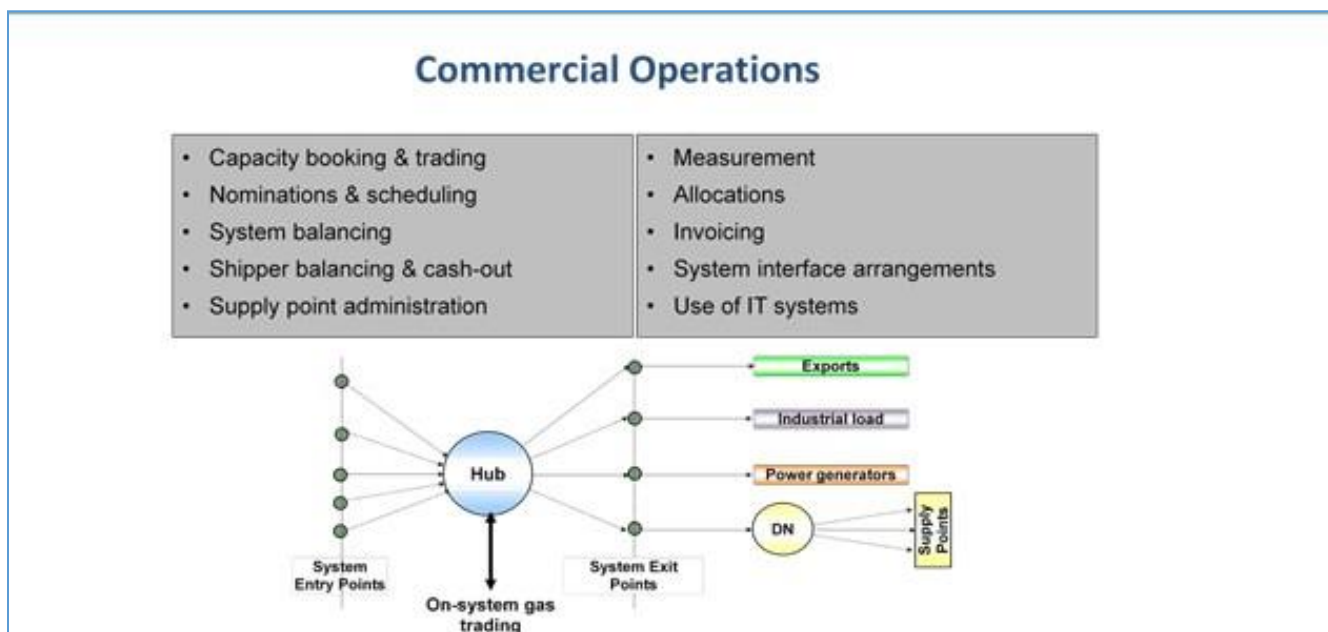 Commercial Operations
• Capacity booking & trading
• Nominations & scheduling
• System balancing
• Shipper balancing & cash-out
• Supply point administration
• Measurement
• Allocations
• Invoicing
• System interface arrangements
• Use of IT systems
Exports
Industrial load
Hub
Power generators
DN
Supply
Points
System
Entry Points
System Exit
Points
On-system gas
trading